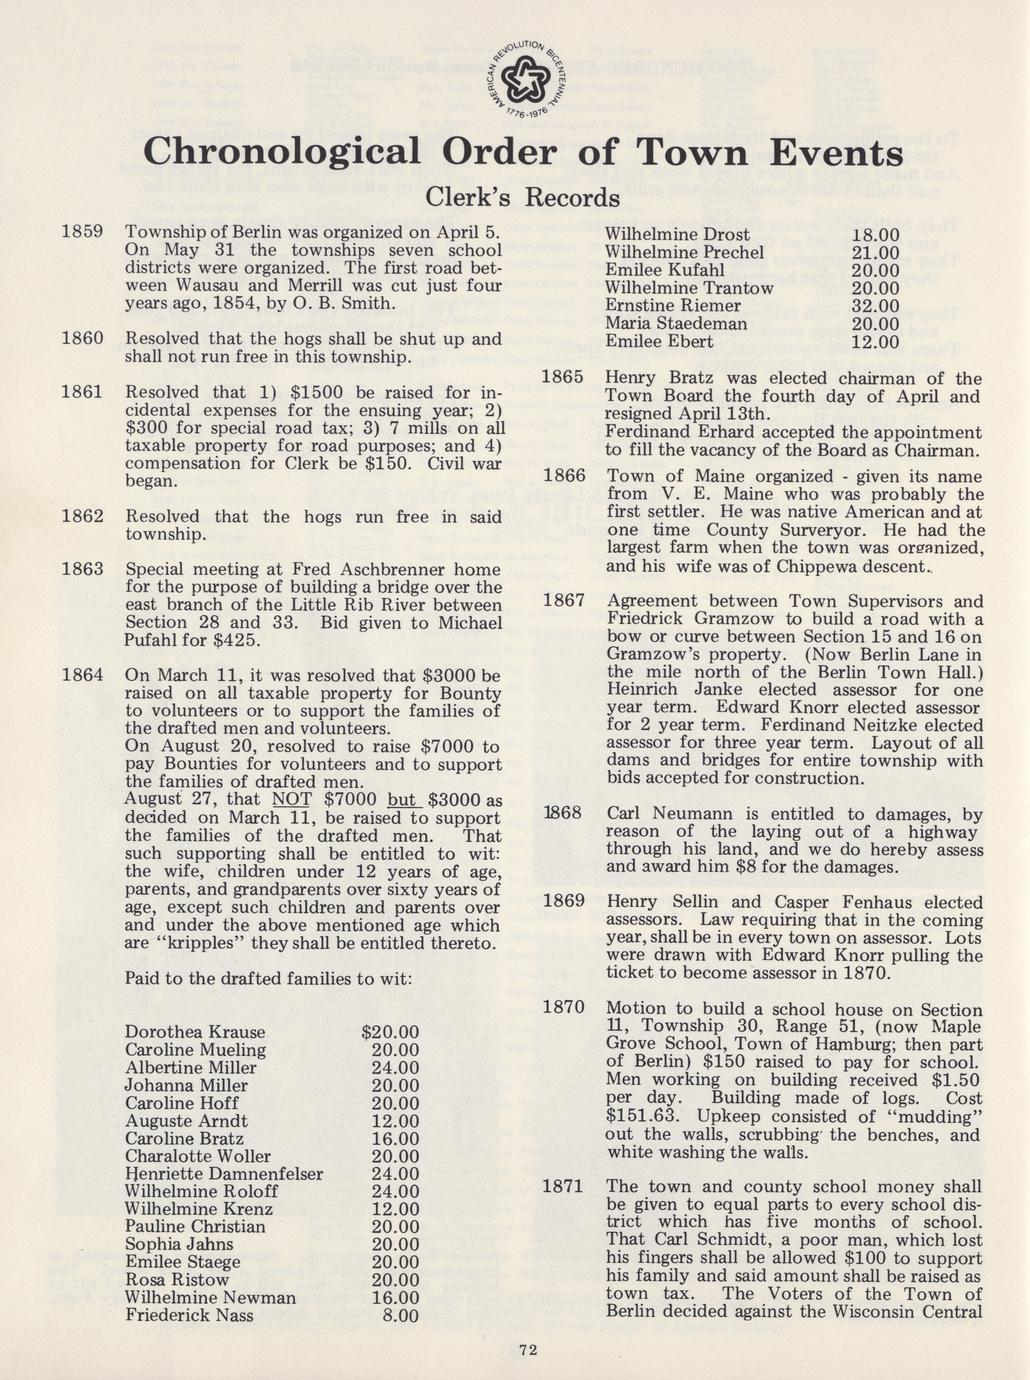 AMERICAN REVOLUTION BICENTENNIAL
1776-1976
Chronological Order of Town Events
Clerk's Records
1859 Township of Berlin was organized on April 5.
On May 31 the townships seven school
districts were organized. The first road bet-
ween Wausau and Merrill was cut just four
years ago, 1854, by O. B. Smith.
1860 Resolved that the hogs shall be shut up and
shall not run free in this township.
1861 Resolved that 1) $1500 be raised for in-
cidental expenses for the ensuing year; 2)
$300 for special road tax; 3) 7 mills on all
taxable property for road purposes; and 4)
compensation for Clerk be $150. Civil war
began.
1862 Resolved that the hogs run free in said
township.
1863 Special meeting at Fred Aschbrenner home
for the purpose of building a bridge over the
east branch of the Little Rib River between
Section 28 and 33. Bid given to Michael
Pufahl for $425.
1864 On March 11, it was resolved that $3000 be
raised on all taxable property for Bounty
to volunteers or to support the families of
the drafted men and volunteers.
On August 20, resolved to raise $7000 to
pay Bounties for volunteers and to support
the families of drafted men.
August 27, that NOT $7000 but $3000 as
decided on March 11, be raised to support
the families of the drafted men. That
such supporting shall be entitled to wit:
the wife, children under 12 years of age,
parents, and grandparents over sixty years of
age, except such children and parents over
and under the above mentioned age which
are "kripples" they shall be entitled thereto.
Paid to the drafted families to wit:
Dorothea Krause $20.00
Caroline Mueling 20.00
Albertine Miller 24.00
Johanna Miller 20.00
Caroline Hoff 20.00
Auguste Arndt 12.00
Caroline Bratz 16.00
Charalotte Woller 20.00
Henriette Damnenfelser 24.00
Wilhelmine Roloff 24.00
Wilhelmine Krenz 12.00
Pauline Christian 20.00
Sophia Jahns 20.00
Emilee Staege 20.00
Rosa Ristow 20.00
Wilhelmine Newman 16.00
Friederick Nass 8.00
Wilhelmine Drost 18.00
Wilhelmine Prechel 21.00
Emilee Kufahl 20.00
Wilhelmine Trantow 20.00
Ernstine Riemer 32.00
Maria Staedeman 20.00
Emilee Ebert 12.00
1865 Henry Bratz was elected chairman of the
Town Board the fourth day of April and
resigned April 13th.
Ferdinand Erhard accepted the appointment
to fill the vacancy of the Board as Chairman.
1866 Town of Maine organized - given its name
from V. E. Maine who was probably the
first settler. He was native American and at
one time County Surveryor. He had the
largest farm when the town was organized,
and his wife was of Chippewa descent.
1867 Agreement between Town Supervisors and
Friedrick Gramzow to build a road with a
bow or curve between Section 15 and 16 on
Gramzow's property. (Now Berlin Lane in
the mile north of the Berlin Town Hall.)
Heinrich Janke elected assessor for one
year term. Edward Knorr elected assessor
for 2 year term. Ferdinand Neitzke elected
assessor for three year term. Layout of all
dams and bridges for entire township with
bids accepted for construction.
1868 Carl Neumann is entitled to damages, by
reason of the laying out of a highway
through his land, and we do hereby assess
and award him $8 for the damages.
1869 Henry Sellin and Casper Fenhaus elected
assessors. Law requiring that in the coming
year, shall be in every town on assessor. Lots
were drawn with Edward Knorr pulling the
ticket to become assessor in 1870.
1870 Motion to build a school house on Section
11, Township 30, Range 51, (now Maple
Grove School, Town of Hamburg; then part
of Berlin) $150 raised to pay for school.
Men working on building received $1.50
per day. Building made of logs. Cost
$151.63. Upkeep consisted of "mudding"
out the walls, scrubbing the benches, and
white washing the walls.
1871 The town and county school money shall
be given to equal parts to every school dis-
trict which has five months of school.
That Carl Schmidt, a poor man, which lost
his fingers shall be allowed $100 to support
his family and said amount shall be raised as
town tax. The Voters of the Town of
Berlin decided against the Wisconsin Central
72